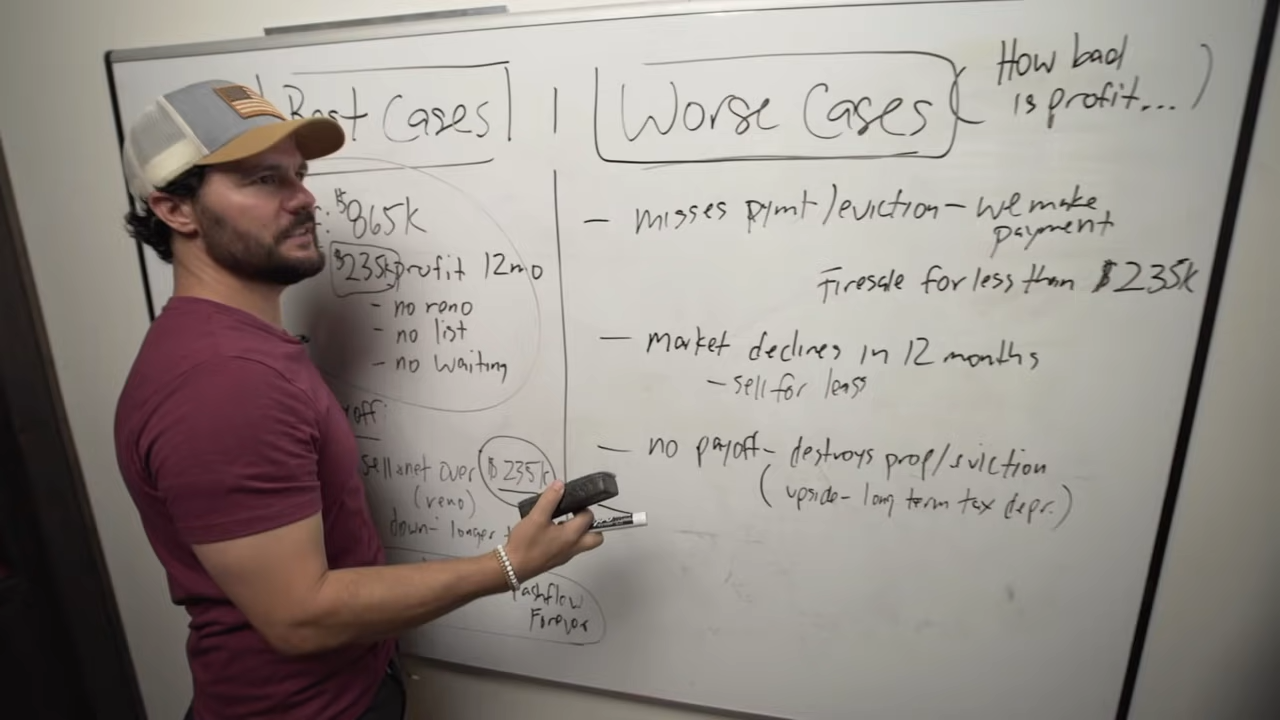 Best Cases
$865k
$235k profit 12mo
- no reno
- no list
- no waiting
off:
sell net over $235k
(reno)
down - longer
Cashflow
Forever
Worse Cases
(How bad
is profit...)
- misses pymt/eviction - we make
payment
Firesale for less than $235k
- market declines in 12 months
- sell for less
- no payoff - destroys prop/eviction
(upside - long term tax depr.)